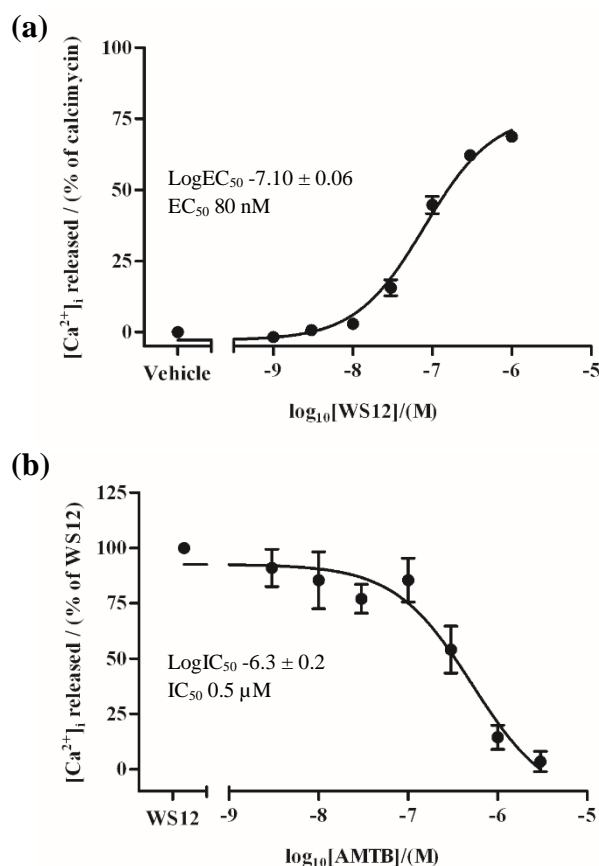 (a)
[Ca²⁺]ᵢ released / (% of calcimycin)
100
75
50
25
0
LogEC₅₀ -7.10 ± 0.06
EC₅₀ 80 nM
Vehicle
-9
-8
-7
-6
-5
log₁₀[WS12]/(M)
(b)
[Ca²⁺]ᵢ released / (% of WS12)
125
100
75
50
25
0
LogIC₅₀ -6.3 ± 0.2
IC₅₀ 0.5 µM
WS12
-9
-8
-7
-6
-5
log₁₀[AMTB]/(M)